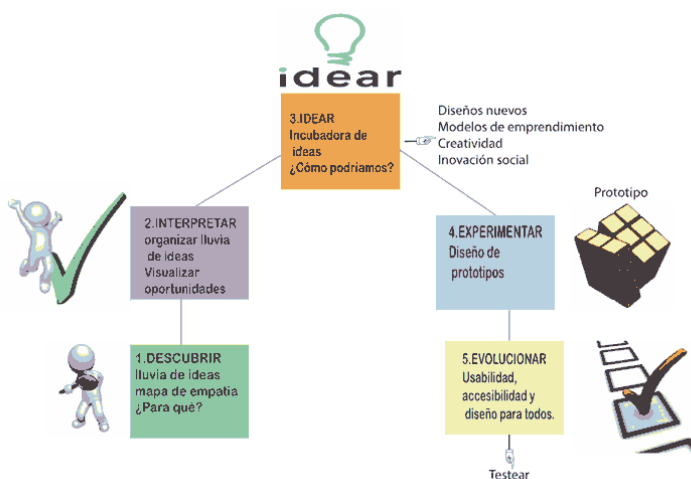 idear
3.IDEAR
Incubadora de
ideas
¿Cómo podríamos?
Diseños nuevos
Modelos de emprendimiento
Creatividad
Inovación social
2.INTERPRETAR
organizar lluvia
de ideas
Visualizar
oportunidades
4.EXPERIMENTAR
Diseño de
prototipos
Prototipo
1.DESCUBRIR
lluvia de ideas
mapa de empatía
¿Para qué?
5.EVOLUCIONAR
Usabilidad,
accesibilidad y
diseño para todos.
Testear